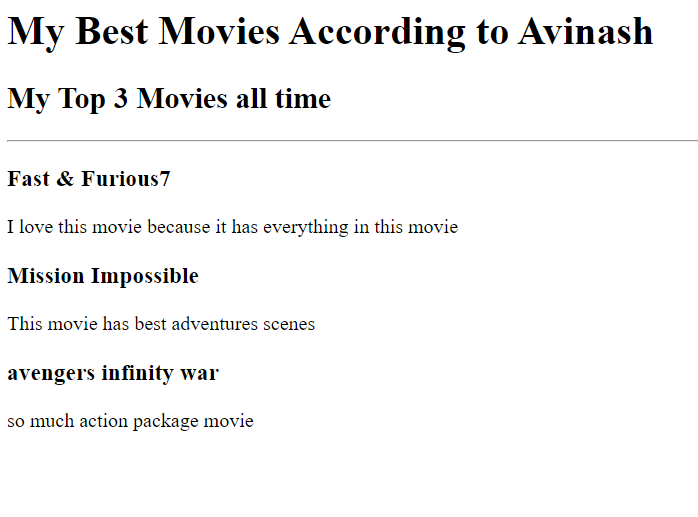 My Best Movies According to Avinash
My Top 3 Movies all time
Fast & Furious7
I love this movie because it has everything in this movie
Mission Impossible
This movie has best adventures scenes
avengers infinity war
so much action package movie